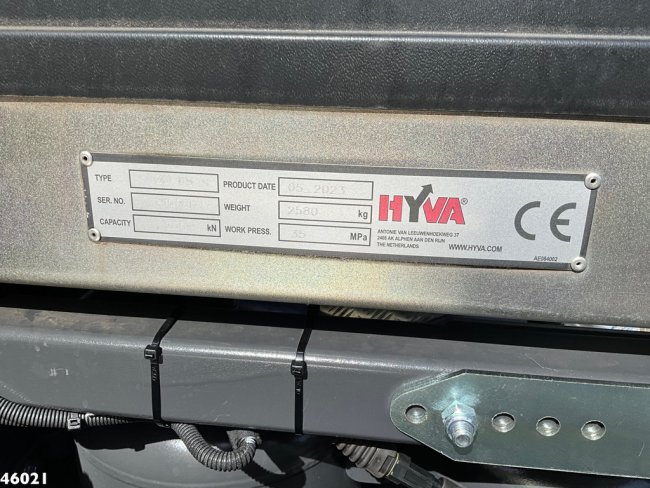 TYPE
SER. NO.
CAPACITY kN
PRODUCT DATE 05.2023
WEIGHT 2580 kg
WORK PRESS. 35 MPa
HYVA®
ANTONIE VAN LEEUWENHOEKWEG 37
2408 AK ALPHEN AAN DEN RIJN
THE NETHERLANDS
WWW.HYVA.COM
CE
AE064002
46021